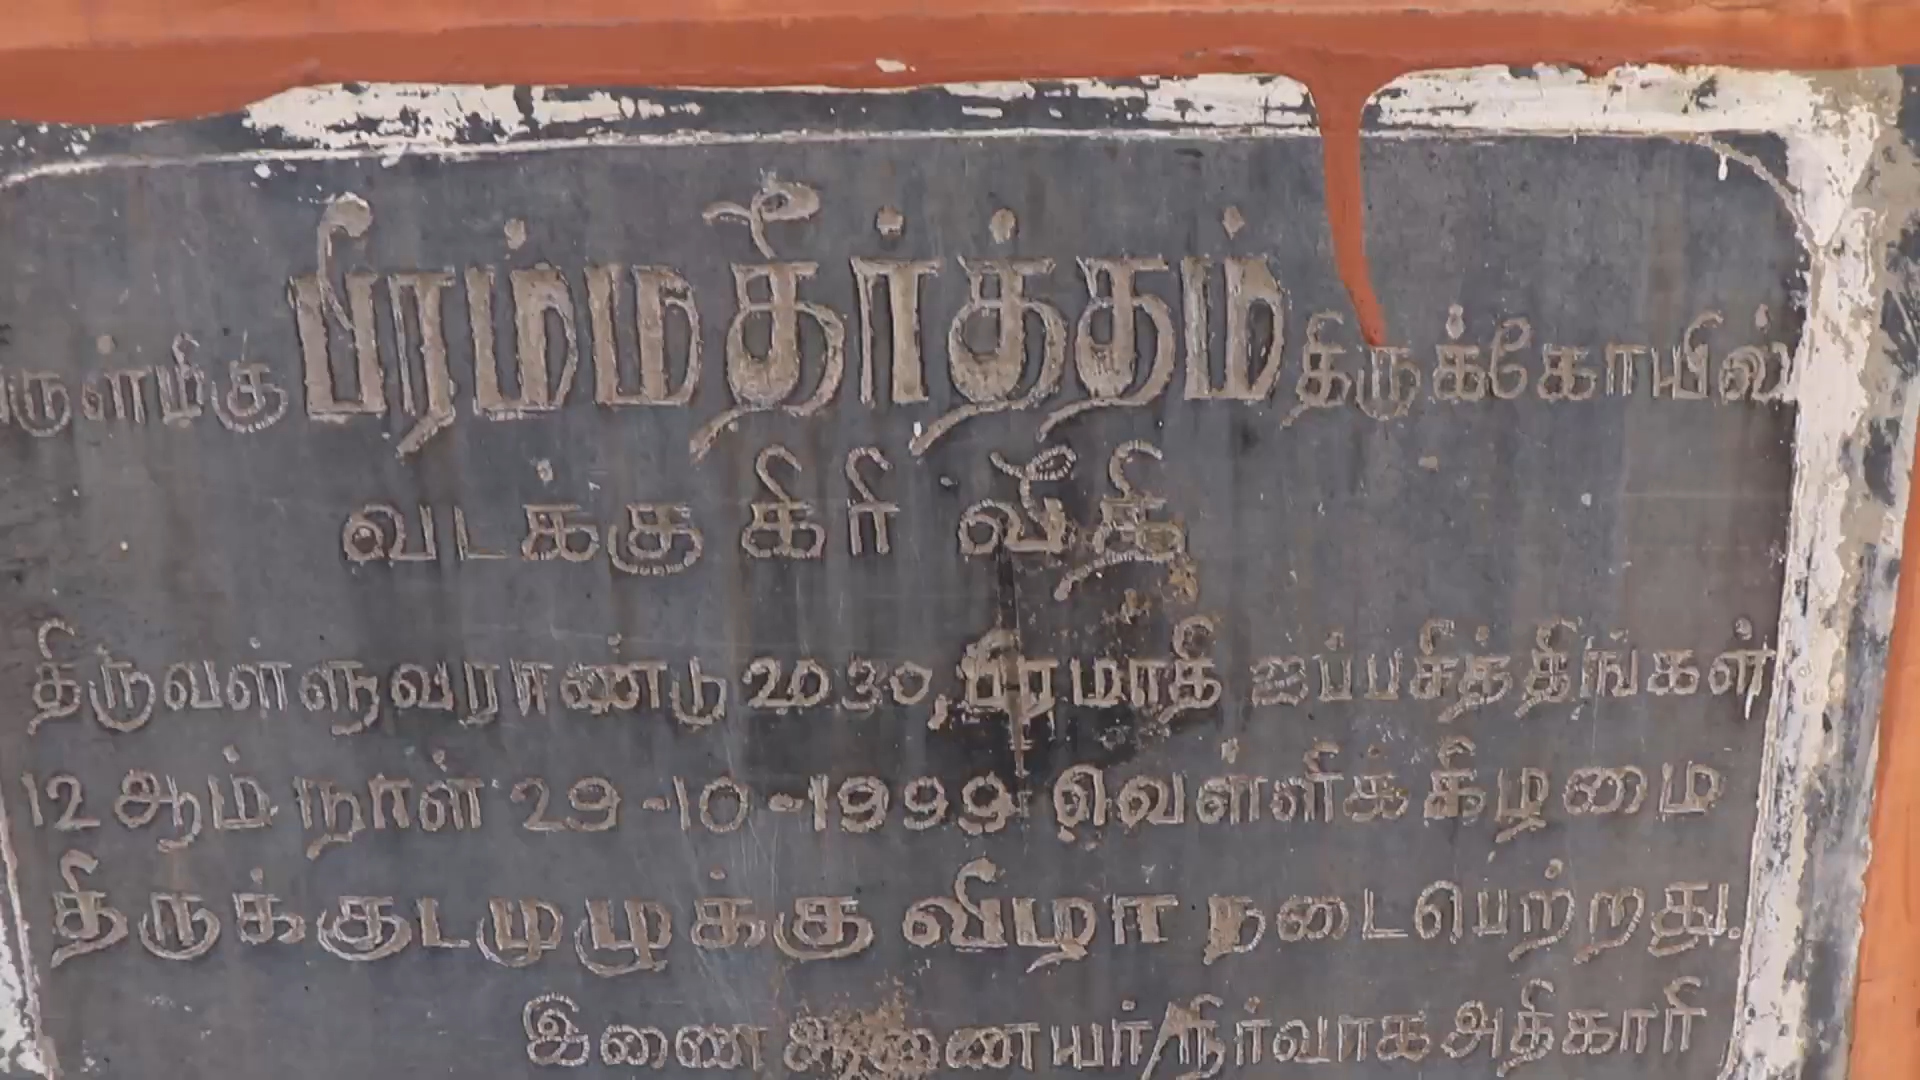 அருள்மிகு பிரம்மதீர்த்தம் திருக்கோயில்
வடக்கு கிரி வீதி
திருவள்ளுவராண்டு 2030, பிரமாதி ஐப்பசித்திங்கள்
12 ஆம் நாள் 29-10-1999 வெள்ளிக்கிழமை
திருக்குடமுழுக்கு விழா நடைபெற்றது.
இணை ஆணையர்/நிர்வாக அதிகாரி